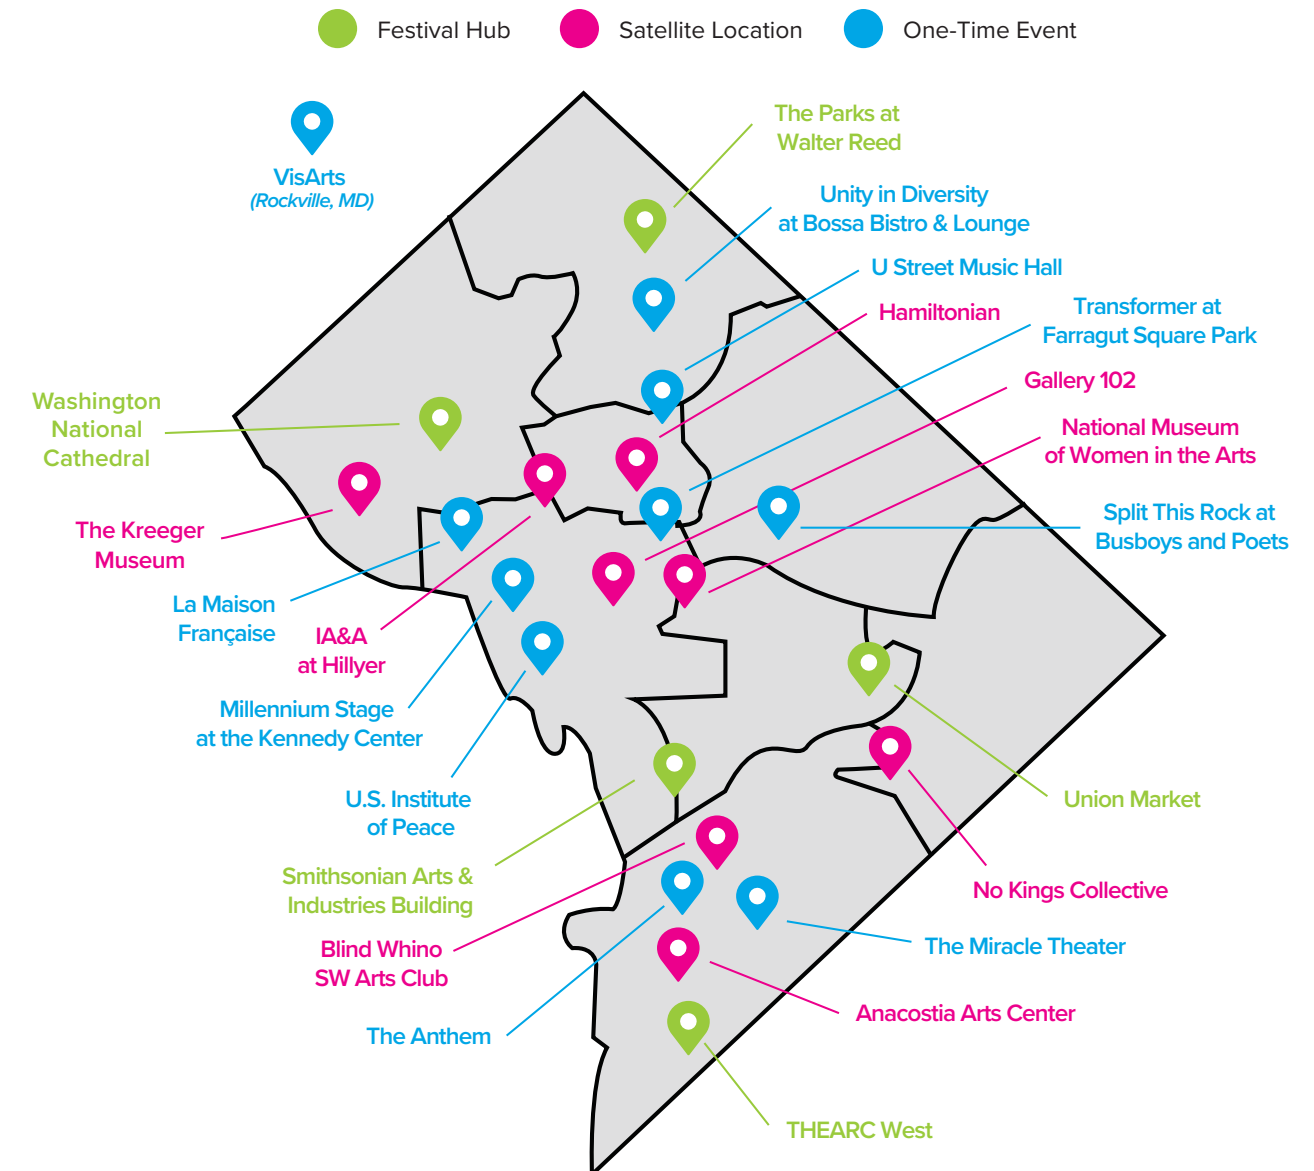 Festival Hub
Satellite Location
One-Time Event
VisArts
(Rockville, MD)
The Parks at
Walter Reed
Unity in Diversity
at Bossa Bistro & Lounge
U Street Music Hall
Hamiltonian
Transformer at
Farragut Square Park
Gallery 102
National Museum
of Women in the Arts
Split This Rock at
Busboys and Poets
Washington
National
Cathedral
The Kreeger
Museum
La Maison
Française
IA&A
at Hillyer
Millennium Stage
at the Kennedy Center
U.S. Institute
of Peace
Smithsonian Arts &
Industries Building
Blind Whino
SW Arts Club
The Anthem
Union Market
No Kings Collective
The Miracle Theater
Anacostia Arts Center
THEARC West